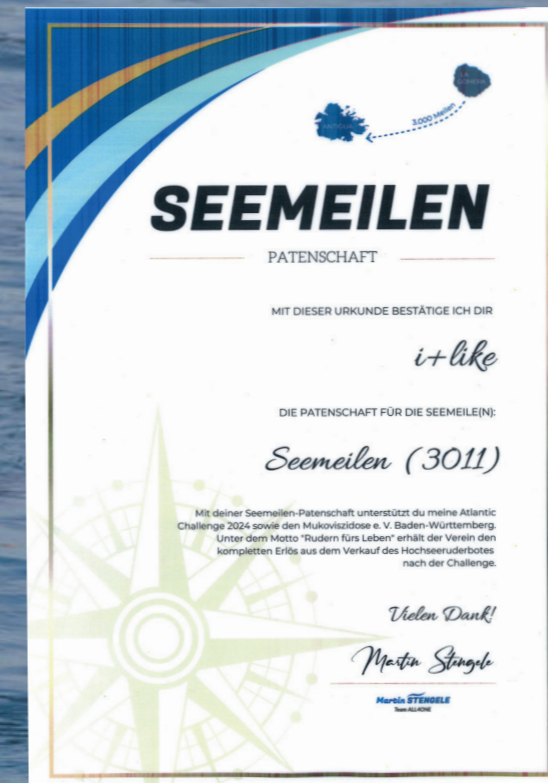 LA GOMERA
ANTIGUA
3.000 Meilen
SEEMEILEN
PATENSCHAFT
MIT DIESER URKUNDE BESTÄTIGE ICH DIR
i+like
DIE PATENSCHAFT FÜR DIE SEEMEILE(N):
Seemeilen (3011)
Mit deiner Seemeilen-Patenschaft unterstützt du meine Atlantic
Challenge 2024 sowie den Mukoviszidose e. V. Baden-Württemberg.
Unter dem Motto "Rudern fürs Leben" erhält der Verein den
kompletten Erlös aus dem Verkauf des Hochseeruderbotes
nach der Challenge.
Vielen Dank!
Martin Stengele
Martin STENGELE
Team ALL4ONE